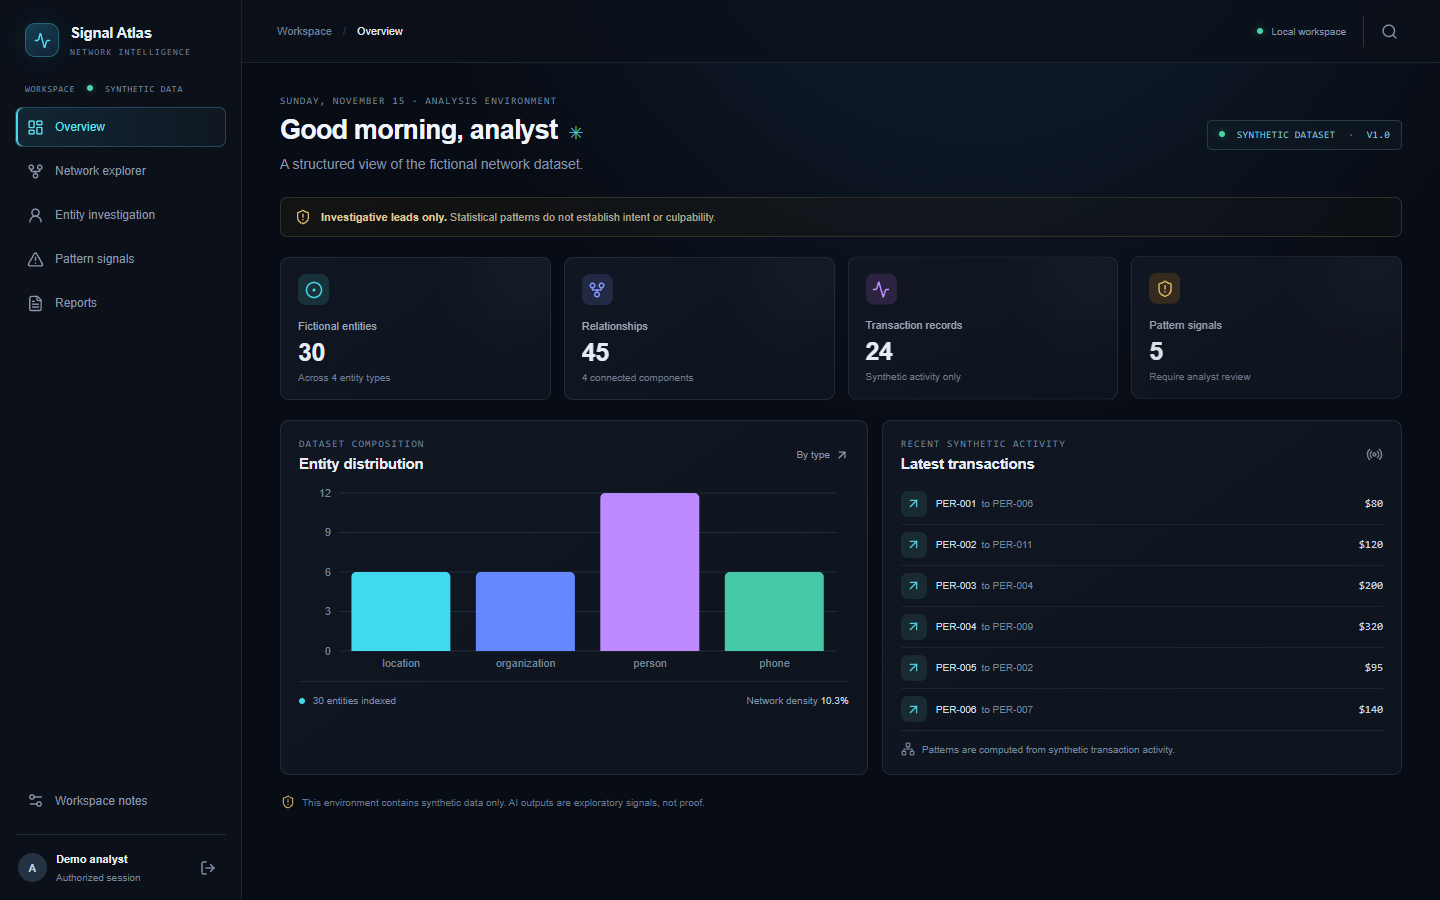 Signal Atlas
NETWORK INTELLIGENCE
WORKSPACE SYNTHETIC DATA
Overview
Network explorer
Entity investigation
Pattern signals
Reports
Workspace notes
A
Demo analyst
Authorized session
Workspace / Overview
Local workspace
SUNDAY, NOVEMBER 15 · ANALYSIS ENVIRONMENT
Good morning, analyst
A structured view of the fictional network dataset.
SYNTHETIC DATASET · V1.0
Investigative leads only. Statistical patterns do not establish intent or culpability.
Fictional entities
30
Across 4 entity types
Relationships
45
4 connected components
Transaction records
24
Synthetic activity only
Pattern signals
5
Require analyst review
DATASET COMPOSITION
Entity distribution
By type
12
9
6
3
0
location organization person phone
30 entities indexed
Network density 10.3%
RECENT SYNTHETIC ACTIVITY
Latest transactions
PER-001 to PER-006 $80
PER-002 to PER-011 $120
PER-003 to PER-004 $200
PER-004 to PER-009 $320
PER-005 to PER-002 $95
PER-006 to PER-007 $140
Patterns are computed from synthetic transaction activity.
This environment contains synthetic data only. AI outputs are exploratory signals, not proof.